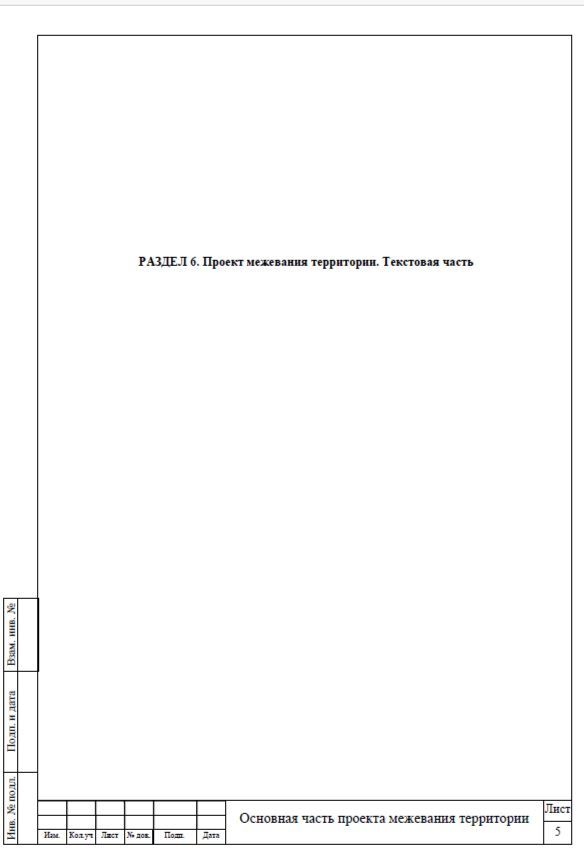 РАЗДЕЛ 6. Проект межевания территории. Текстовая часть
Взам. инв. №
Подп. и дата
Инв. № подл.
Изм. Кол.уч Лист № док. Подп. Дата
Основная часть проекта межевания территории
Лист
5